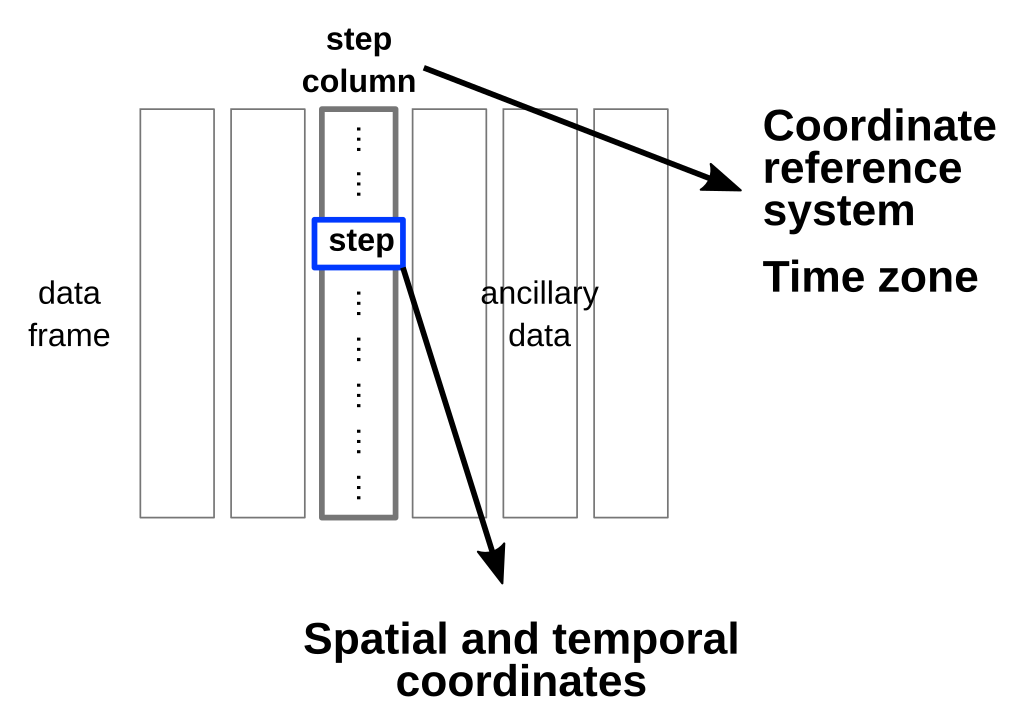 step
column
Coordinate
reference
system
Time zone
step
data
frame
ancillary
data
Spatial and temporal
coordinates